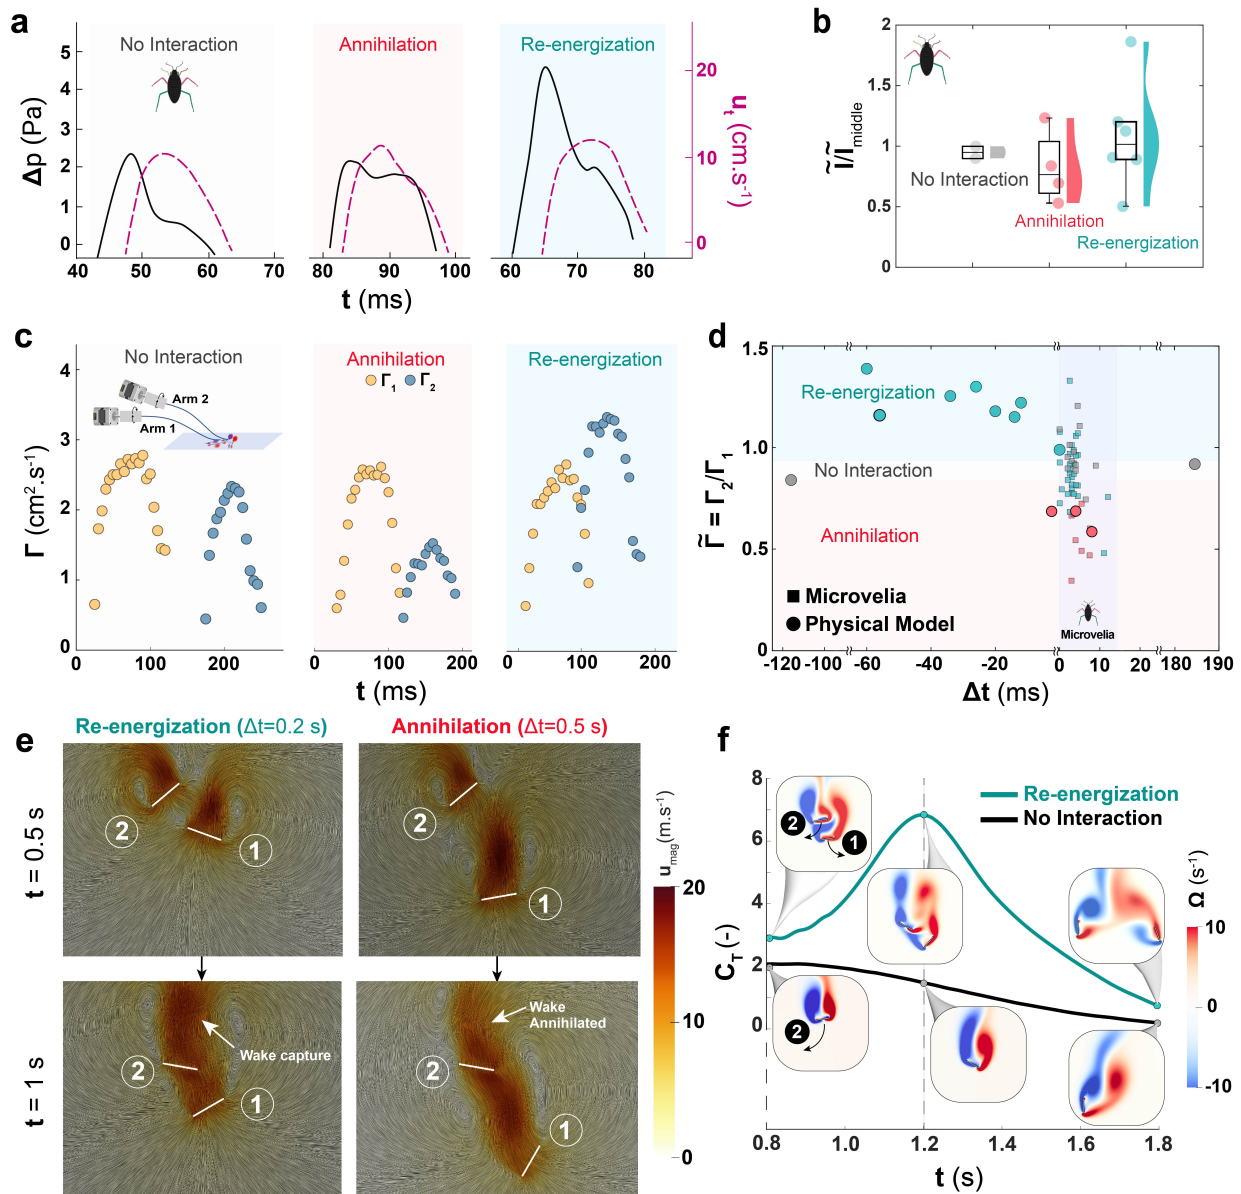 a
No Interaction
Annihilation
Re-energization
Δp (Pa)
5
4
3
2
1
0
20
10
0
uₜ (cm.s⁻¹)
40 50 60 70
80 90 100
60 70 80
t (ms)
b
Ĩ/Ĩmiddle
2
1.5
1
0.5
0
No Interaction
Annihilation
Re-energization
c
No Interaction
Annihilation
Re-energization
Γ₁ Γ₂
Arm 2
Arm 1
Γ (cm².s⁻¹)
4
3
2
1
0
0 100 200
0 100 200
0 100 200
t (ms)
d
Γ̃ = Γ₂/Γ₁
1.5
1.0
0.5
0
Re-energization
No Interaction
Annihilation
Microvelia
Physical Model
Microvelia
-120 -100 -60 -40 -20 0 10 20 180 190
Δt (ms)
e
Re-energization (Δt=0.2 s)
Annihilation (Δt=0.5 s)
t = 0.5 s
2
1
2
1
t = 1 s
Wake capture
2
1
Wake
Annihilated
2
1
u_mag(m.s⁻¹)
20
10
0
f
Re-energization
No Interaction
C_T (-)
8
6
4
2
0
2
1
2
Ω (s⁻¹)
10
0
-10
0.8 1.0 1.2 1.4 1.6 1.8
t (s)